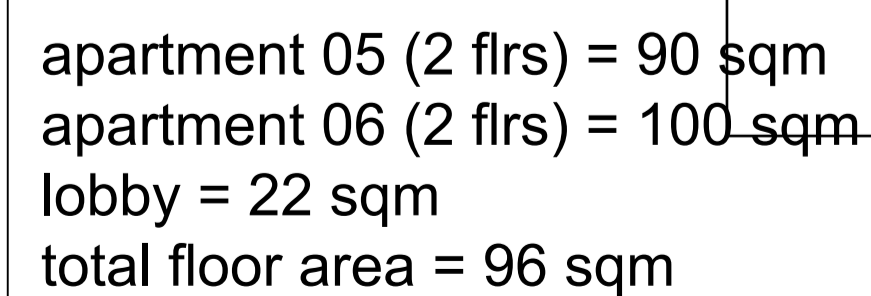 apartment 05 (2 flrs) = 90 sqm
apartment 06 (2 flrs) = 100 sqm
lobby = 22 sqm
total floor area = 96 sqm